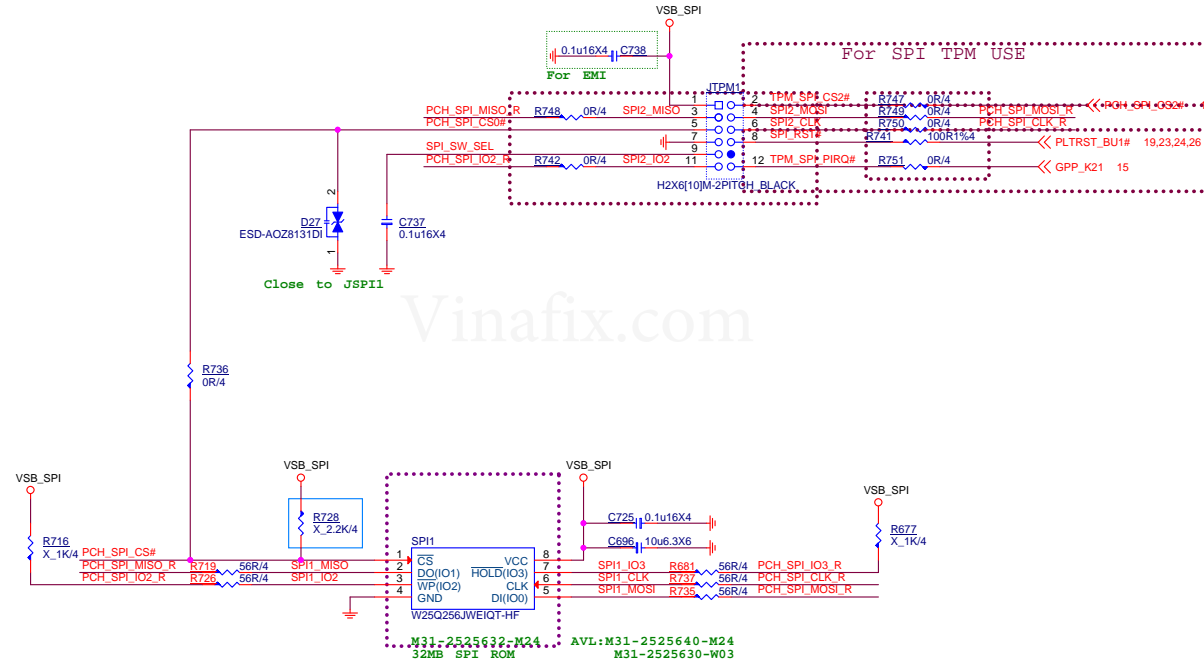 VSB_SPI
0.1u16X4 C738
For EMI
For SPI TPM USE
JTPM1
PCH_SPI_MISO_R R748 0R/4 SPI2_MISO 1 2 TPM_SPI_CS2# R747 0R/4 PCH_SPI_CS2#
PCH_SPI_CS0# 3 4 SPI2_MOSI R749 0R/4 PCH_SPI_MOSI_R
5 6 SPI2_CLK R750 0R/4 PCH_SPI_CLK_R
7 8 SPI_RST# R741 100R1%4 PLTRST_BU1# 19,23,24,26
SPI_SW_SEL 9
PCH_SPI_IO2_R R742 0R/4 SPI2_IO2 11 12 TPM_SPI_PIRQ# R751 0R/4 GPP_K21 15
H2X6[10]M-2PITCH_BLACK
2
D27
ESD-AOZ8131DI
1
C737
0.1u16X4
Close to JSPI1
Vinafix.com
R736
0R/4
VSB_SPI
VSB_SPI
VSB_SPI
VSB_SPI
R716
X_1K/4
R728
X_2.2K/4
C725 0.1u16X4
C696 10u6.3X6
R677
X_1K/4
SPI1
PCH_SPI_CS# 1 CS VCC 8
PCH_SPI_MISO_R R719 56R/4 SPI1_MISO 2 DO(IO1) HOLD(IO3) 7 SPI1_IO3 R681 56R/4 PCH_SPI_IO3_R
PCH_SPI_IO2_R R726 56R/4 SPI1_IO2 3 WP(IO2) CLK 6 SPI1_CLK R737 56R/4 PCH_SPI_CLK_R
4 GND DI(IO0) 5 SPI1_MOSI R735 56R/4 PCH_SPI_MOSI_R
W25Q256JWEIQT-HF
M31-2525632-M24 AVL:M31-2525640-M24
32MB SPI ROM M31-2525630-W03